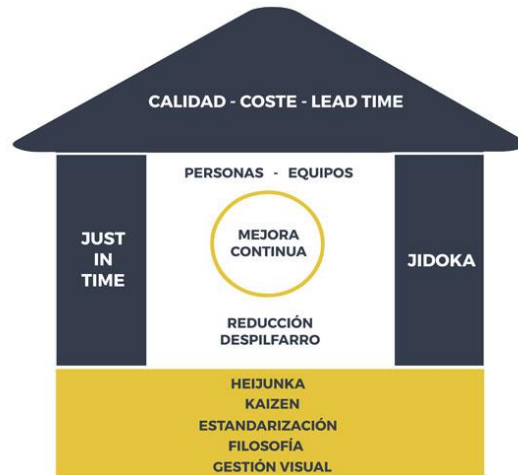 CALIDAD - COSTE - LEAD TIME
PERSONAS - EQUIPOS
JUST
IN
TIME
MEJORA
CONTINUA
JIDOKA
REDUCCIÓN
DESPILFARRO
HEIJUNKA
KAIZEN
ESTANDARIZACIÓN
FILOSOFÍA
GESTIÓN VISUAL